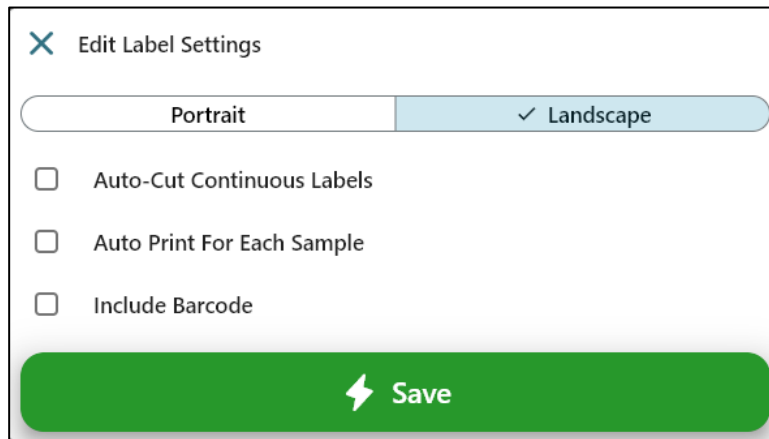 Edit Label Settings
Portrait
Landscape
Auto-Cut Continuous Labels
Auto Print For Each Sample
Include Barcode
Save